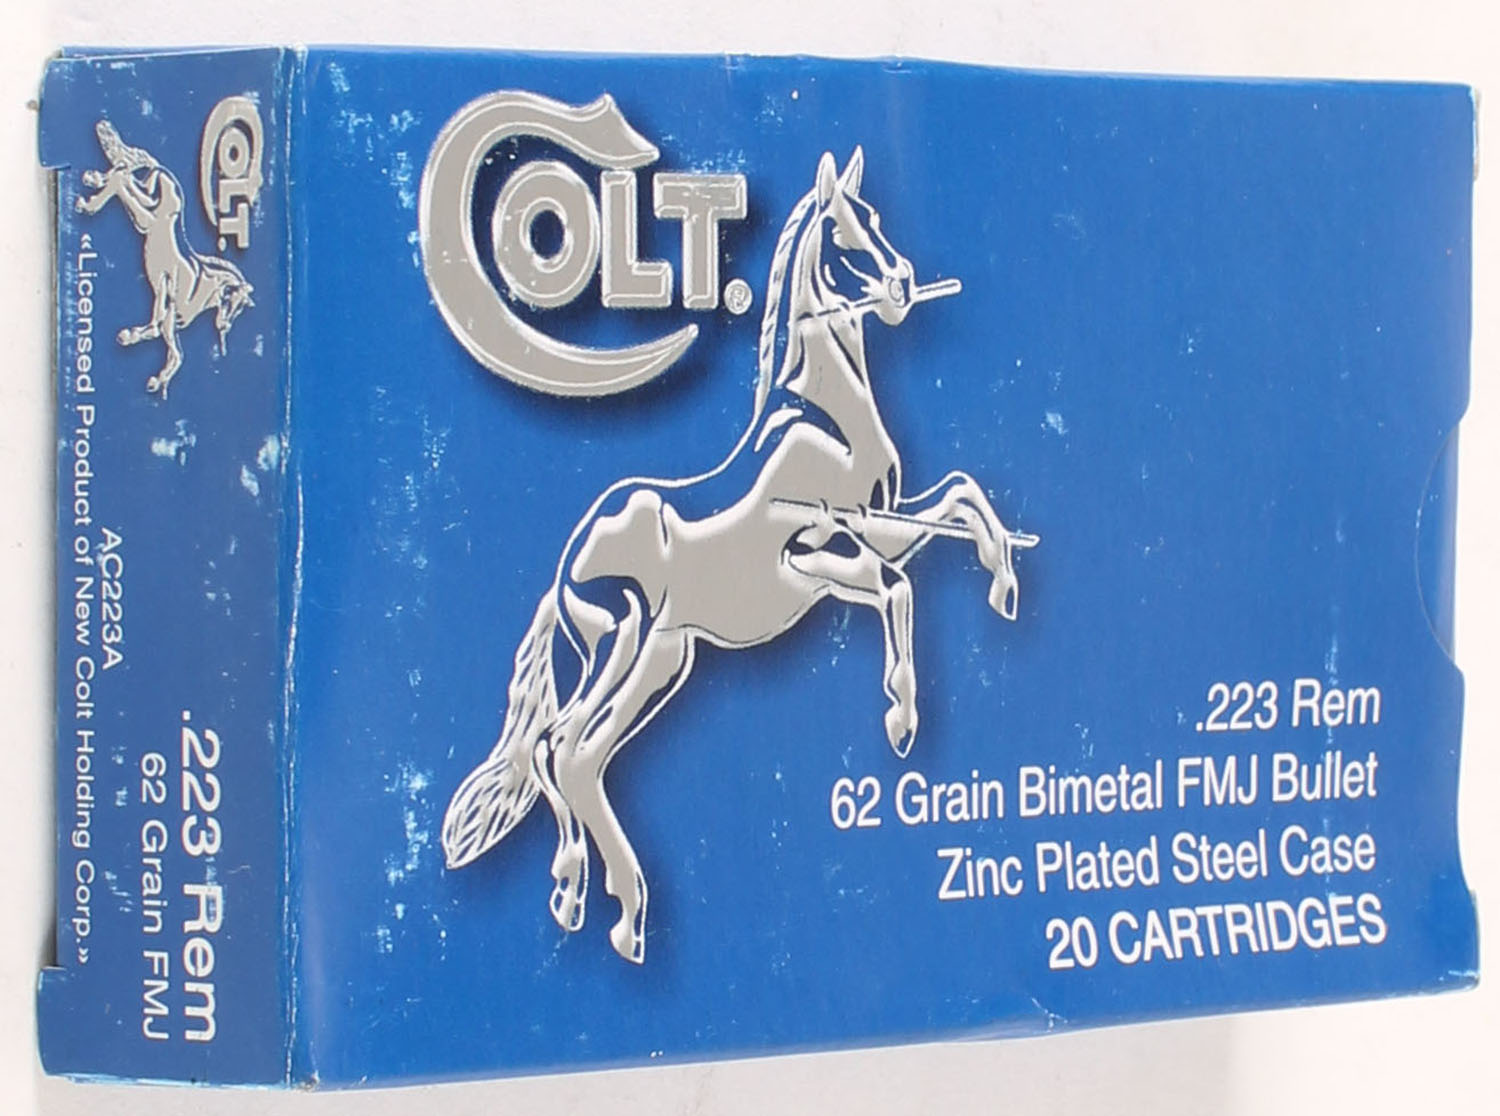 COLT®
.223 Rem
62 Grain Bimetal FMJ Bullet
Zinc Plated Steel Case
20 CARTRIDGES
COLT.
.223 Rem
62 Grain FMJ
AC223A
«Licensed Product of New Colt Holding Corp.»